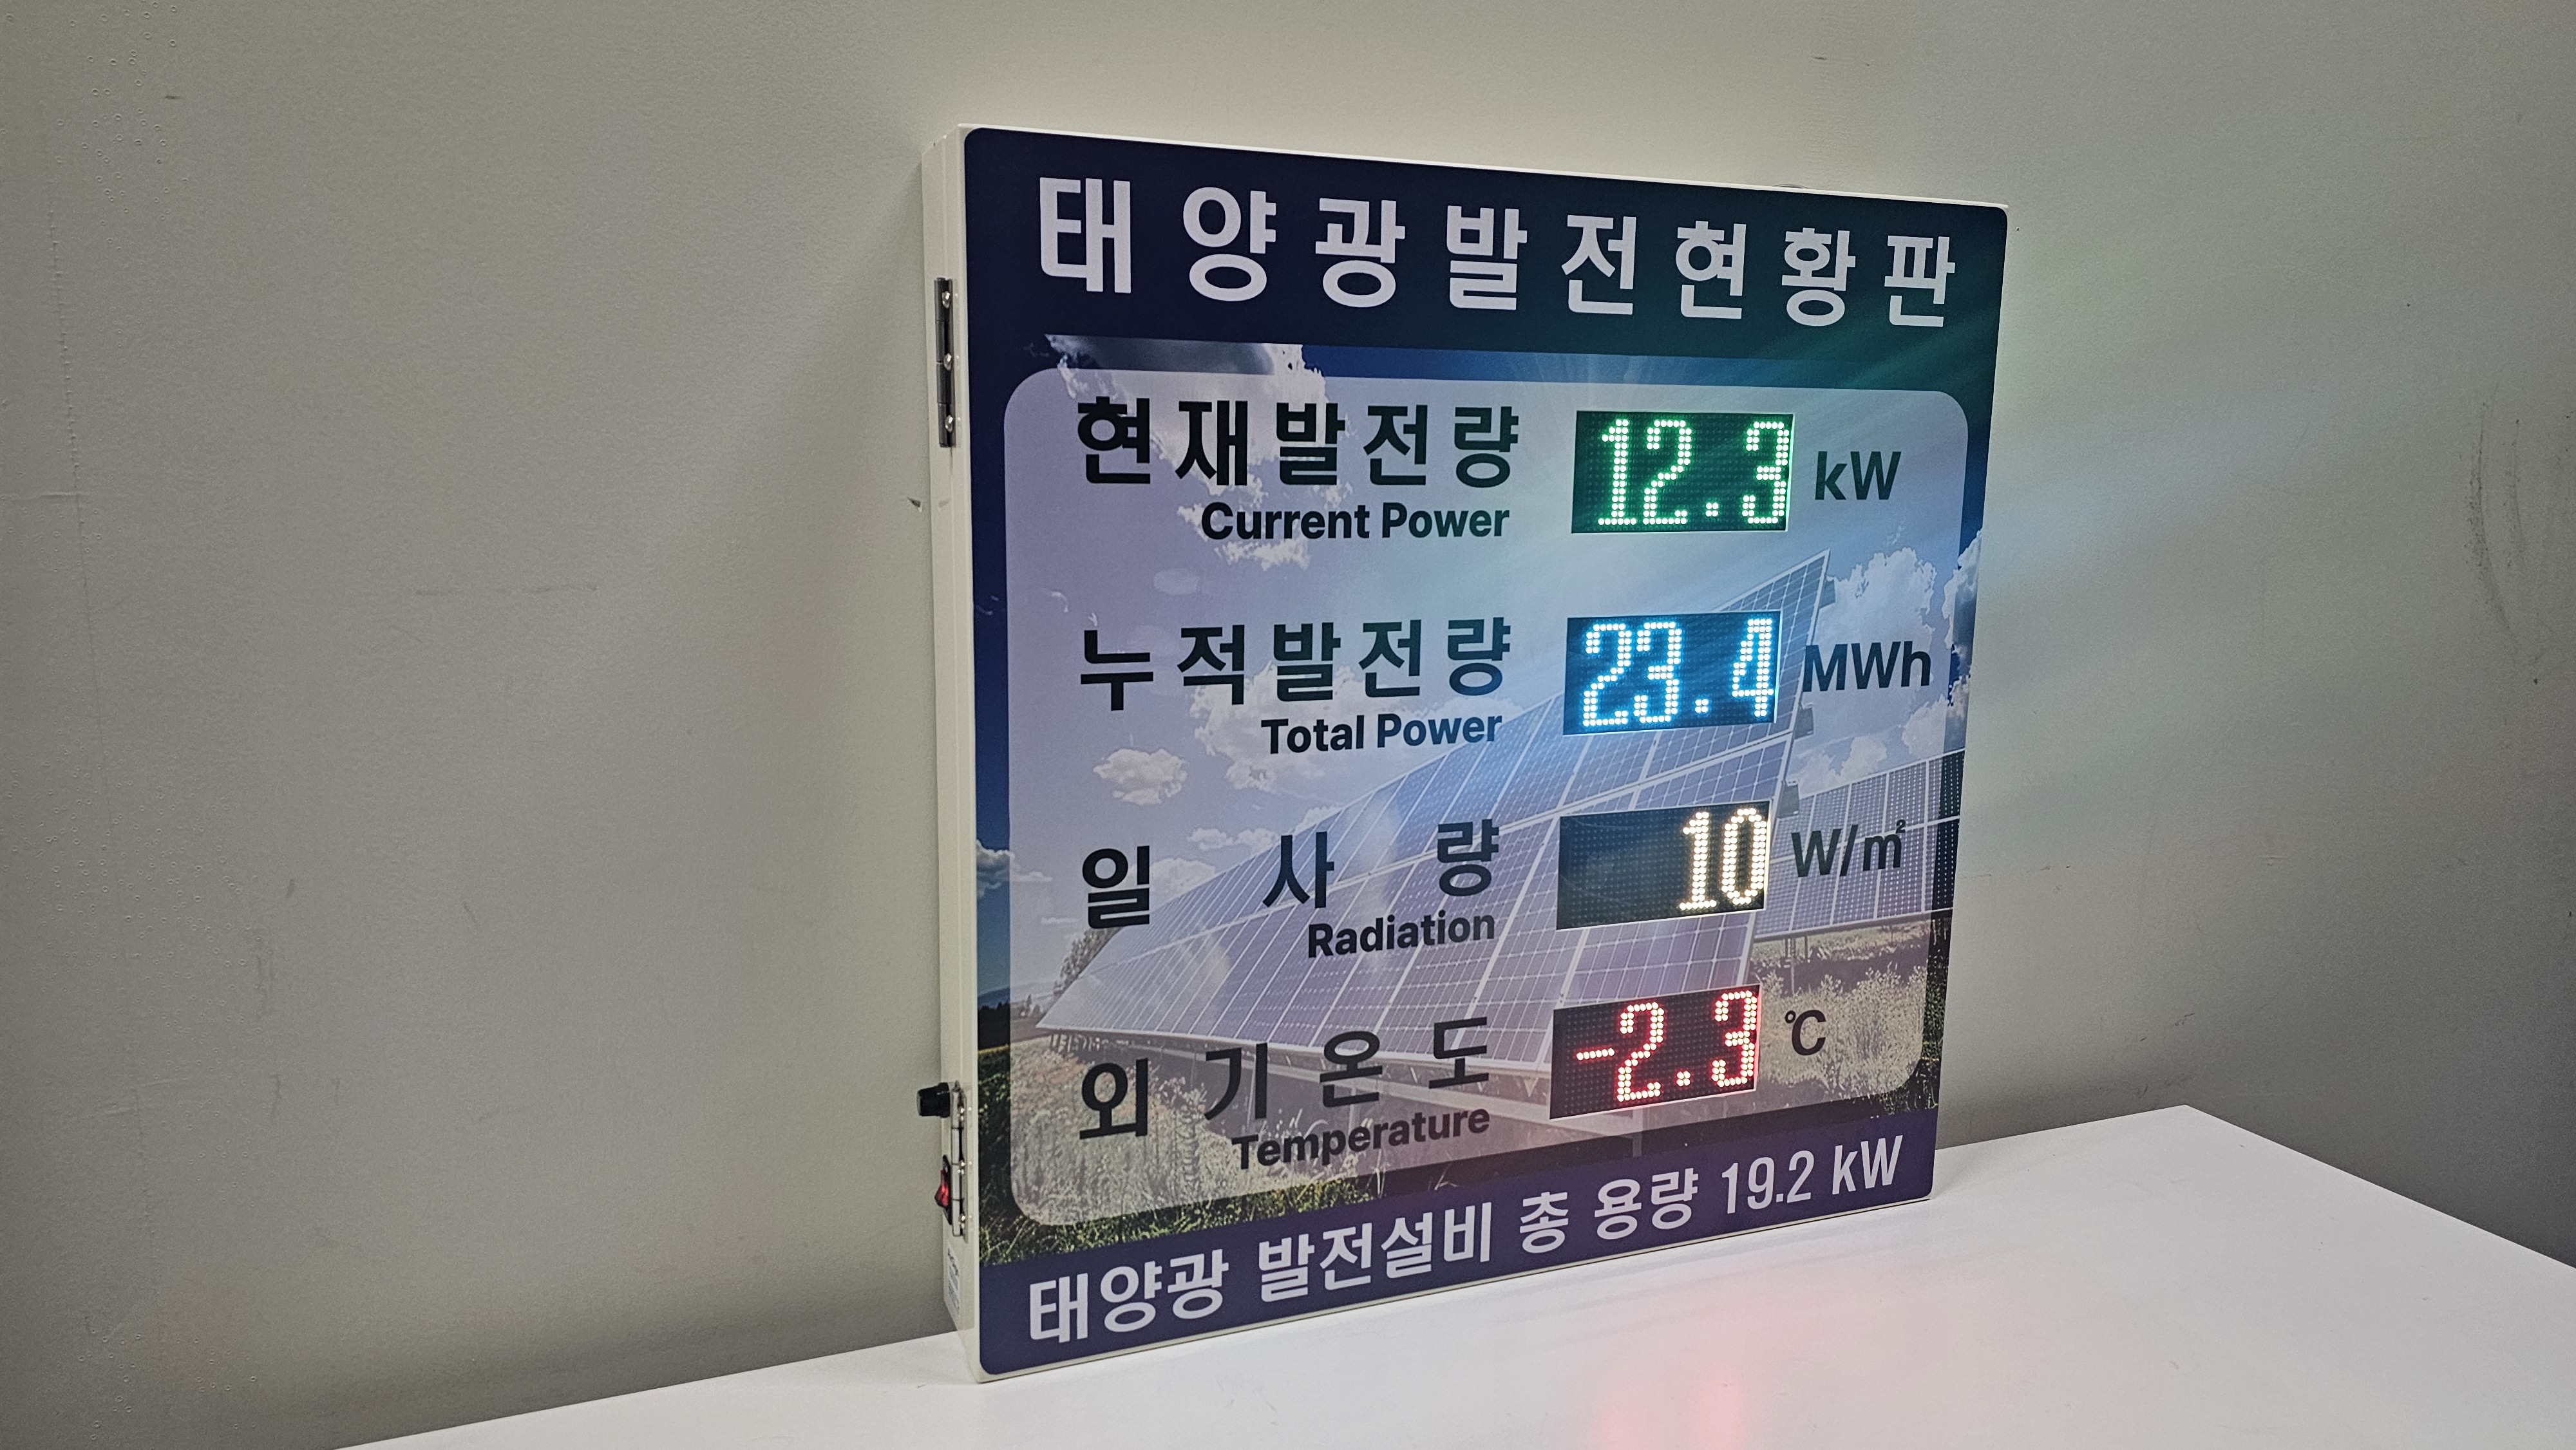 태양광발전현황판
현재발전량 12.3 kW
Current Power
누적발전량 23.4 MWh
Total Power
일사량 10 W/㎡
Radiation
외기온도 -2.3 ℃
Temperature
태양광 발전설비 총 용량 19.2 kW